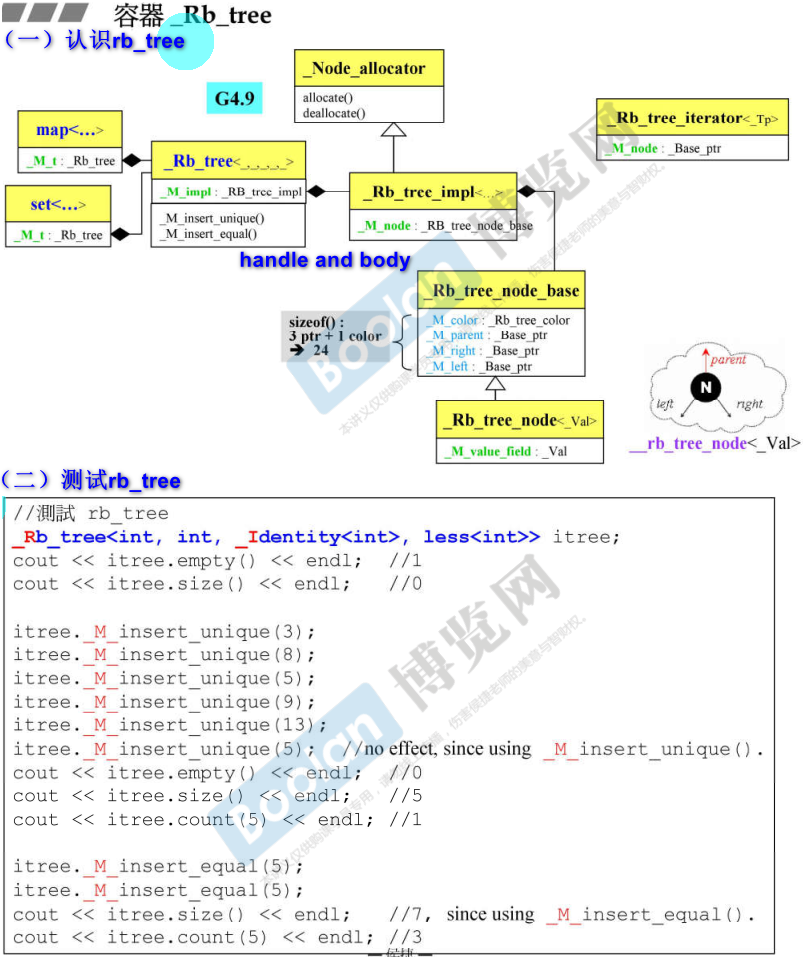 容器 _Rb_tree
（一）认识rb_tree
_Node_allocator
allocate()
deallocate()
G4.9
_Rb_tree_iterator<_Tp>
_M_node : _Base_ptr
map<...>
_M_t : _Rb_tree
_Rb_tree<_,_,_,_,_>
_M_impl : _RB_tree_impl
_M_insert_unique()
_M_insert_equal()
_Rb_tree_impl<...>
_M_node : _RB_tree_node_base
set<...>
_M_t : _Rb_tree
handle and body
_Rb_tree_node_base
_M_color : _Rb_tree_color
_M_parent : _Base_ptr
_M_right : _Base_ptr
_M_left : _Base_ptr
sizeof() :
3 ptr + 1 color
➔ 24
parent
N
left
right
__rb_tree_node<_Val>
_Rb_tree_node<_Val>
_M_value_field : _Val
Boolan 博览网
（二）测试rb_tree
//測試 rb_tree
_Rb_tree<int, int, _Identity<int>, less<int>> itree;
cout << itree.empty() << endl; //1
cout << itree.size() << endl; //0
itree._M_insert_unique(3);
itree._M_insert_unique(8);
itree._M_insert_unique(5);
itree._M_insert_unique(9);
itree._M_insert_unique(13);
itree._M_insert_unique(5); //no effect, since using _M_insert_unique().
cout << itree.empty() << endl; //0
cout << itree.size() << endl; //5
cout << itree.count(5) << endl; //1
itree._M_insert_equal(5);
itree._M_insert_equal(5);
cout << itree.size() << endl; //7, since using _M_insert_equal().
cout << itree.count(5) << endl; //3
Boolan 博览网
侯捷